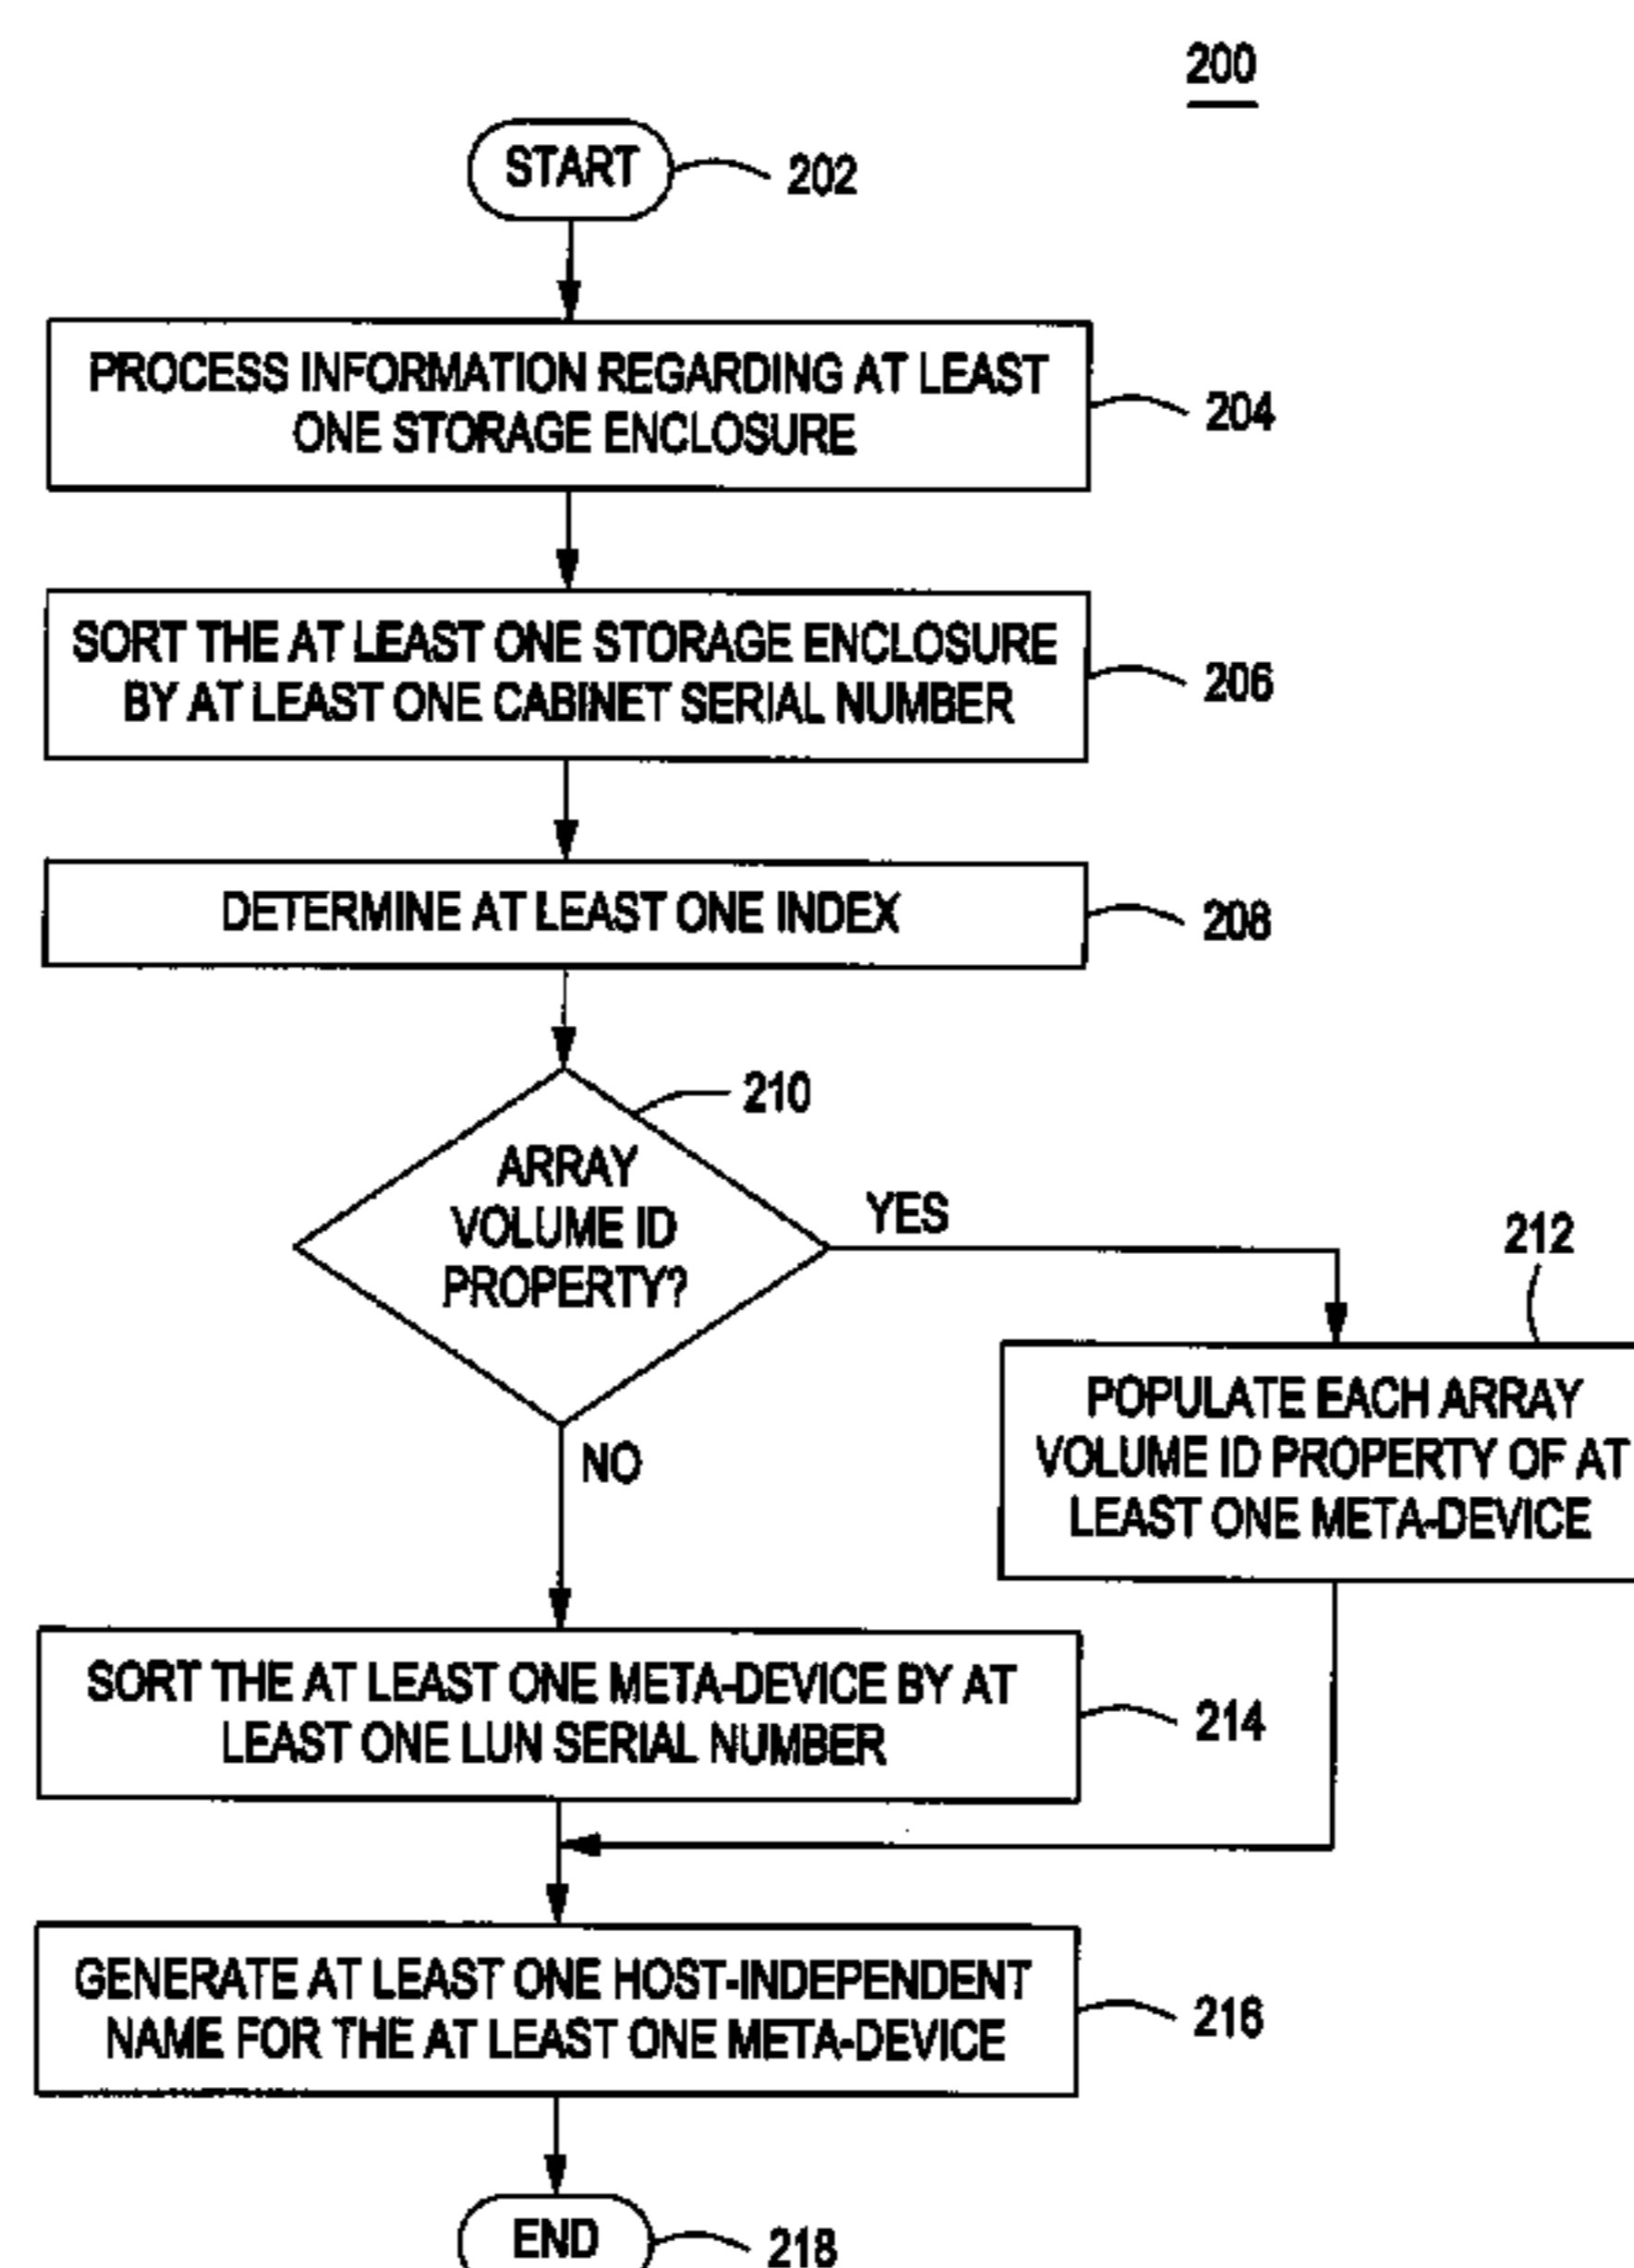 200
START
202
PROCESS INFORMATION REGARDING AT LEAST
ONE STORAGE ENCLOSURE
204
SORT THE AT LEAST ONE STORAGE ENCLOSURE
BY AT LEAST ONE CABINET SERIAL NUMBER
206
DETERMINE AT LEAST ONE INDEX
208
210
ARRAY
VOLUME ID
PROPERTY?
YES
NO
212
POPULATE EACH ARRAY
VOLUME ID PROPERTY OF AT
LEAST ONE META-DEVICE
SORT THE AT LEAST ONE META-DEVICE BY AT
LEAST ONE LUN SERIAL NUMBER
214
GENERATE AT LEAST ONE HOST-INDEPENDENT
NAME FOR THE AT LEAST ONE META-DEVICE
216
END
218